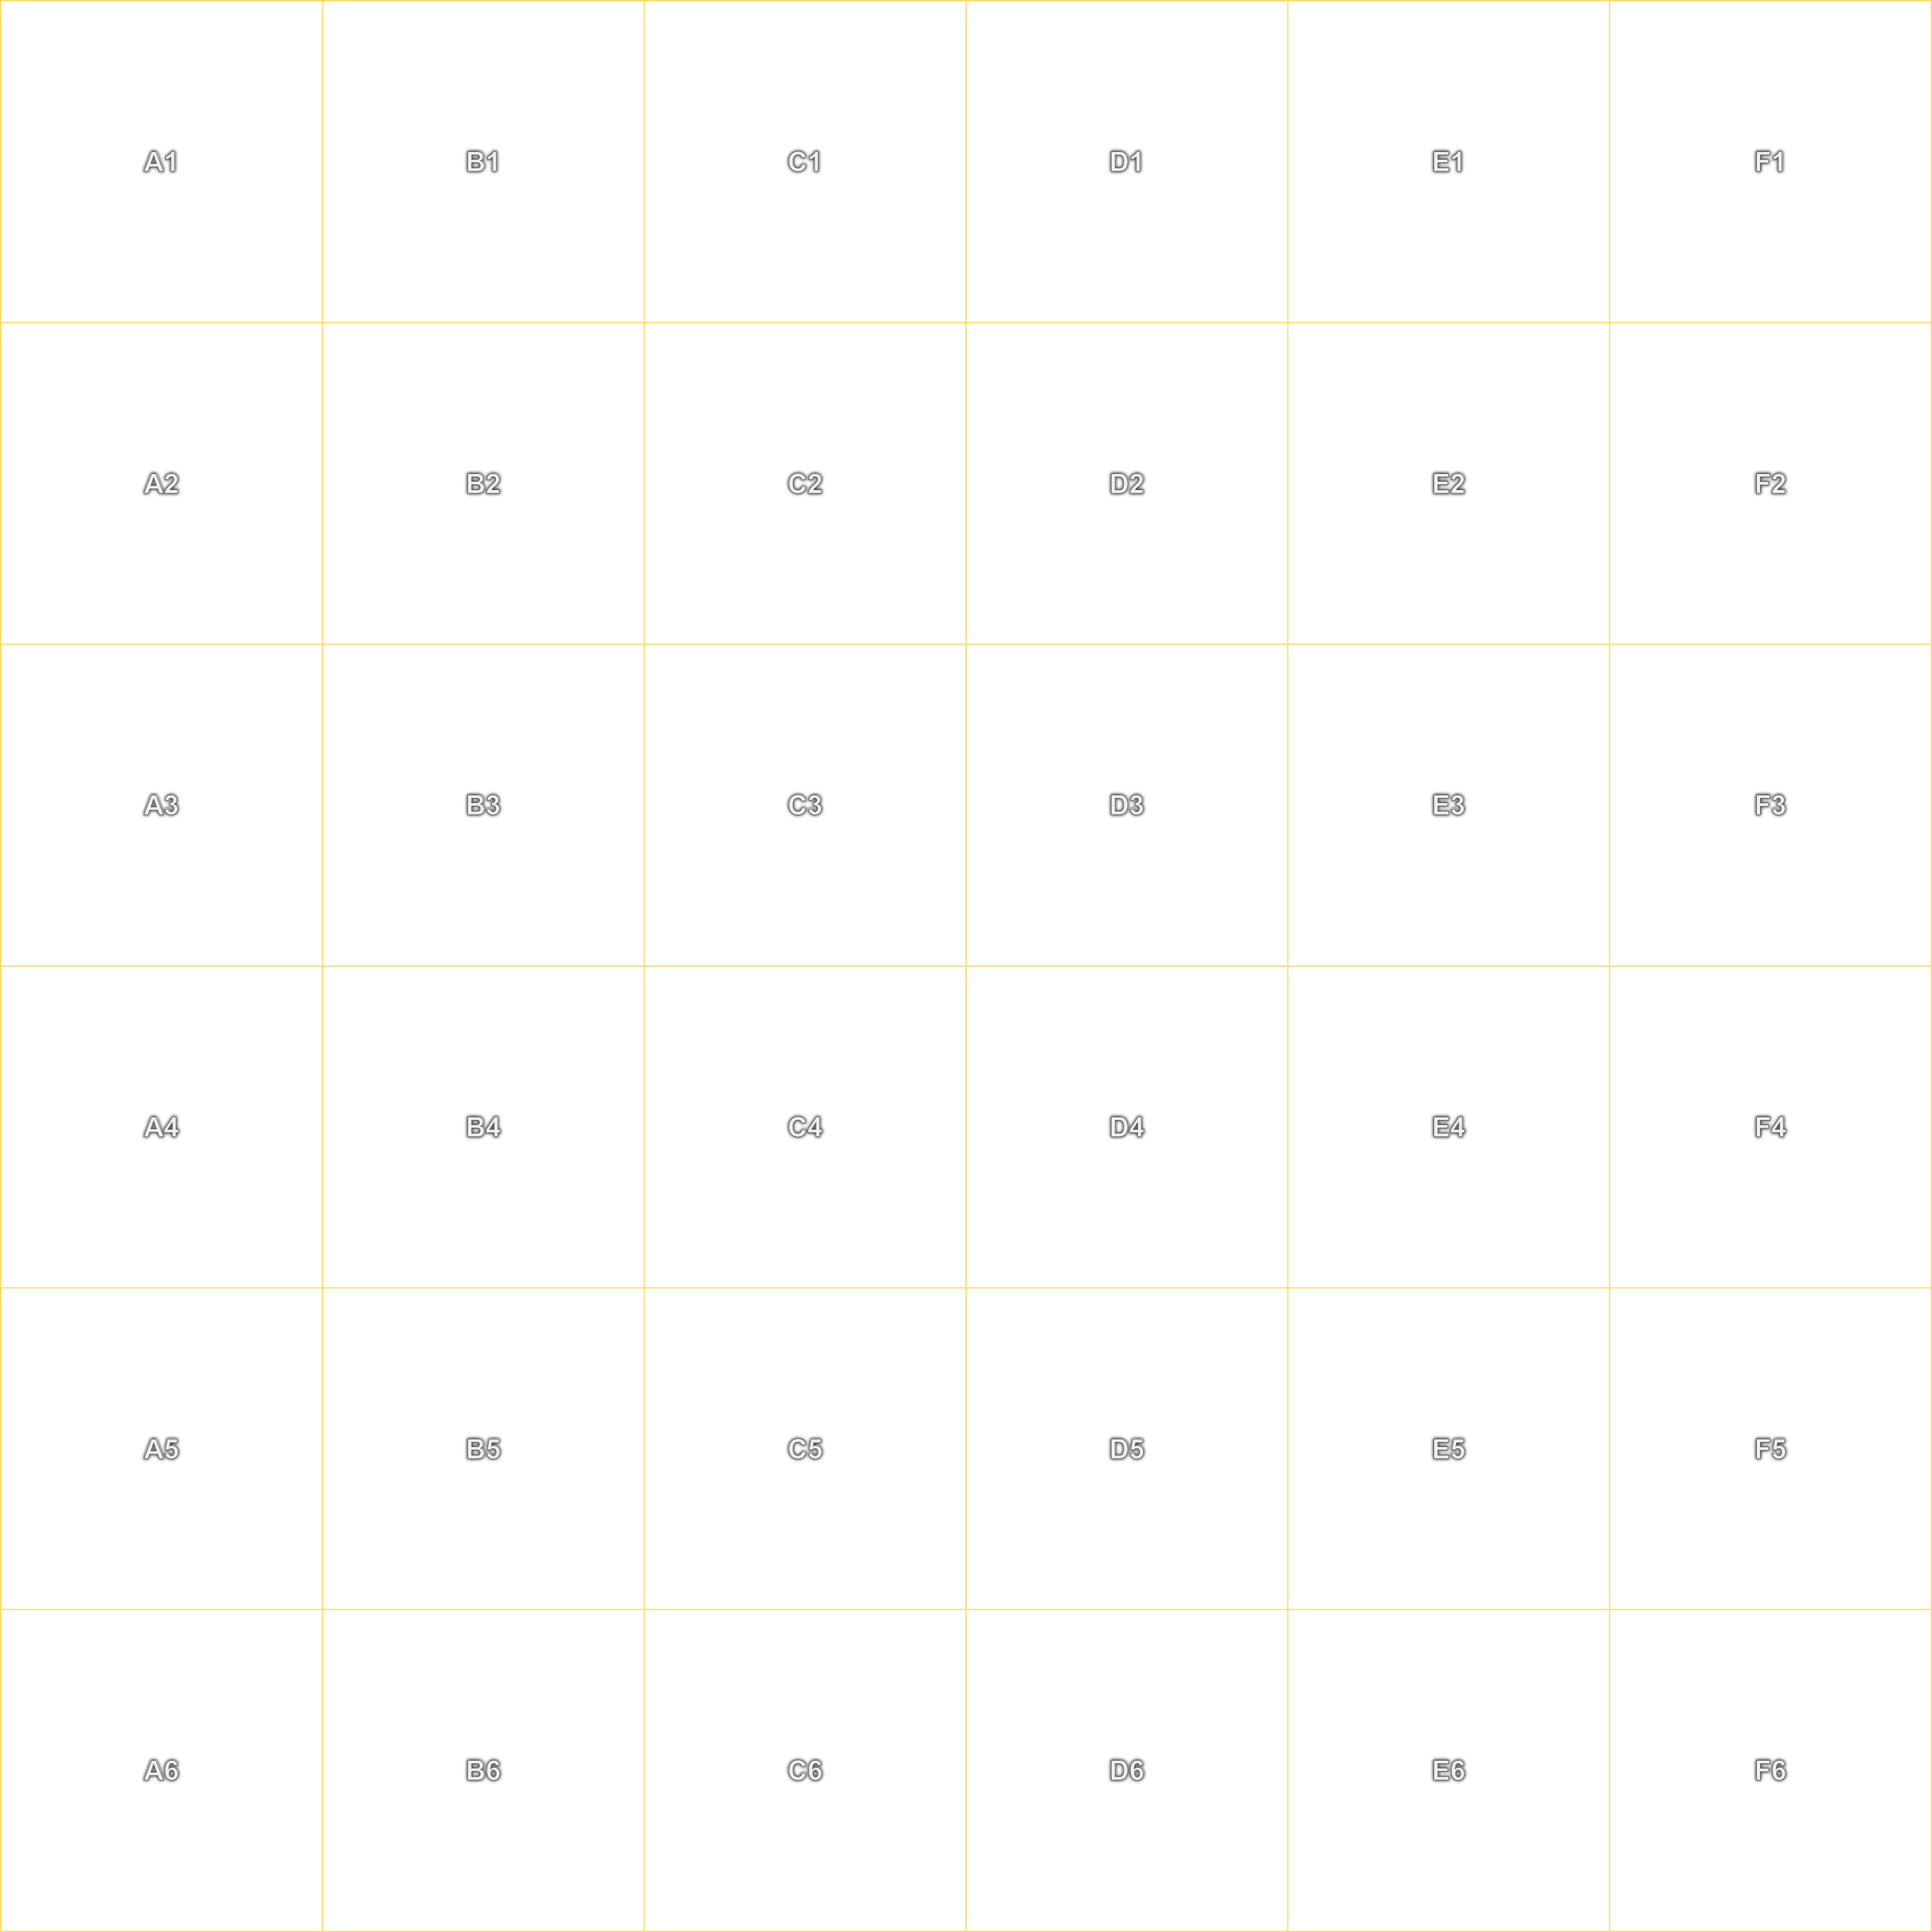 A1 B1 C1 D1 E1 F1
A2 B2 C2 D2 E2 F2
A3 B3 C3 D3 E3 F3
A4 B4 C4 D4 E4 F4
A5 B5 C5 D5 E5 F5
A6 B6 C6 D6 E6 F6